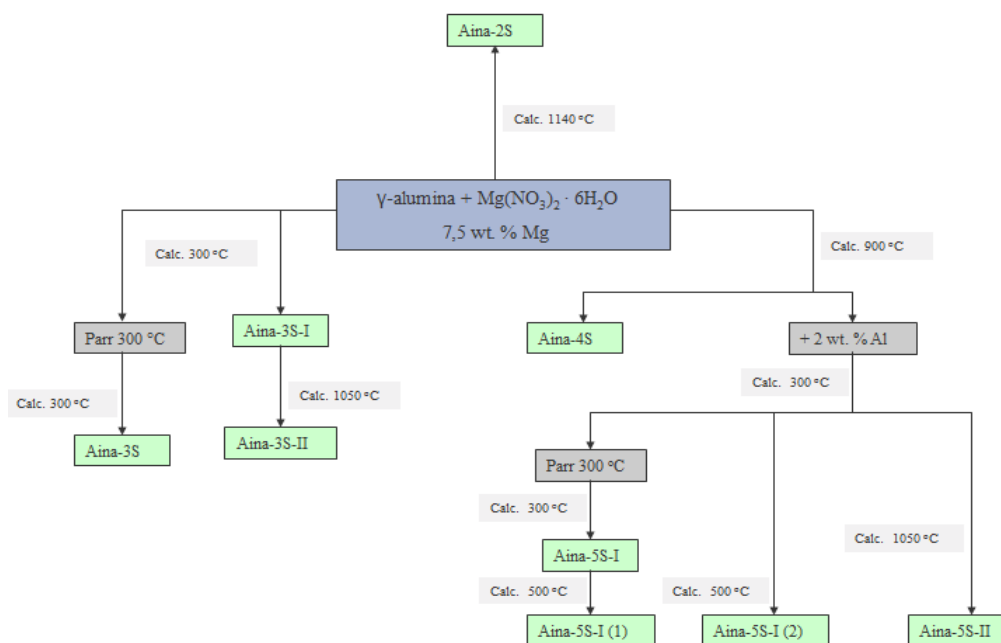 Aina-2S
Calc. 1140 °C
γ-alumina + Mg(NO₃)₂ · 6H₂O
7,5 wt. % Mg
Calc. 300 °C
Calc. 900 °C
Parr 300 °C
Aina-3S-I
Aina-4S
+ 2 wt. % Al
Calc. 300 °C
Calc. 1050 °C
Calc. 300 °C
Aina-3S
Aina-3S-II
Parr 300 °C
Calc. 300 °C
Calc. 1050 °C
Aina-5S-I
Calc. 500 °C
Calc. 500 °C
Aina-5S-I (1)
Aina-5S-I (2)
Aina-5S-II